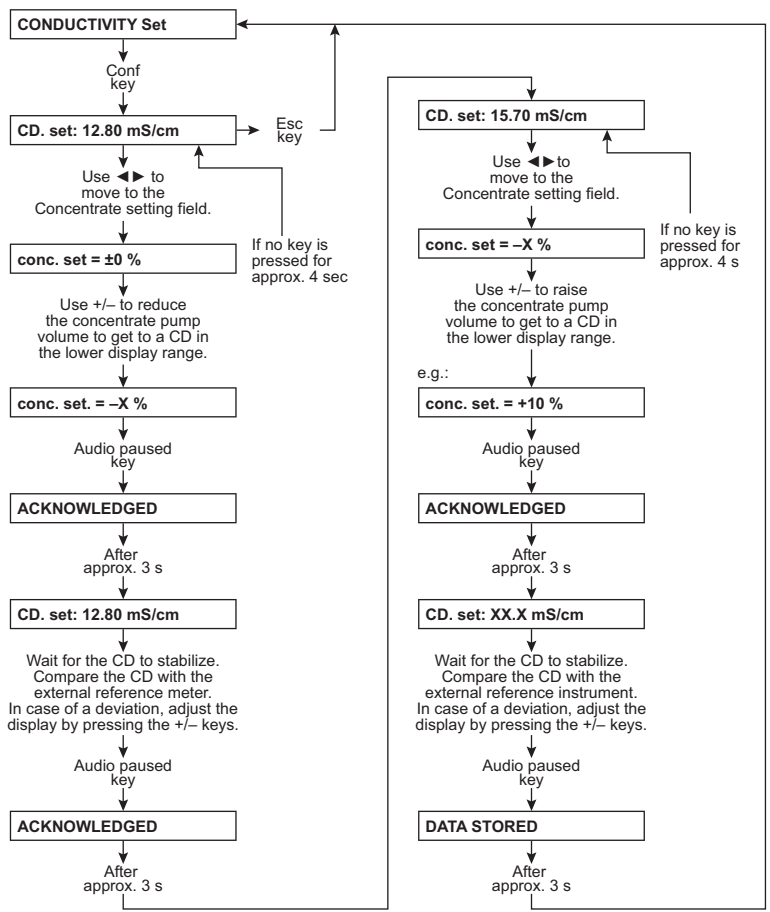 CONDUCTIVITY Set
Conf
key
CD. set: 12.80 mS/cm
Esc
key
Use ◄► to
move to the
Concentrate setting field.
If no key is
pressed for
approx. 4 sec
conc. set = ±0 %
Use +/– to reduce
the concentrate pump
volume to get to a CD in
the lower display range.
conc. set. = –X %
Audio paused
key
ACKNOWLEDGED
After
approx. 3 s
CD. set: 12.80 mS/cm
Wait for the CD to stabilize.
Compare the CD with the
external reference meter.
In case of a deviation, adjust the
display by pressing the +/– keys.
Audio paused
key
ACKNOWLEDGED
After
approx. 3 s
CD. set: 15.70 mS/cm
Use ◄► to
move to the
Concentrate setting field.
If no key is
pressed for
approx. 4 s
conc. set = –X %
Use +/– to raise
the concentrate pump
volume to get to a CD in
the lower display range.
e.g.:
conc. set. = +10 %
Audio paused
key
ACKNOWLEDGED
After
approx. 3 s
CD. set: XX.X mS/cm
Wait for the CD to stabilize.
Compare the CD with the
external reference instrument.
In case of a deviation, adjust the
display by pressing the +/– keys.
Audio paused
key
DATA STORED
After
approx. 3 s